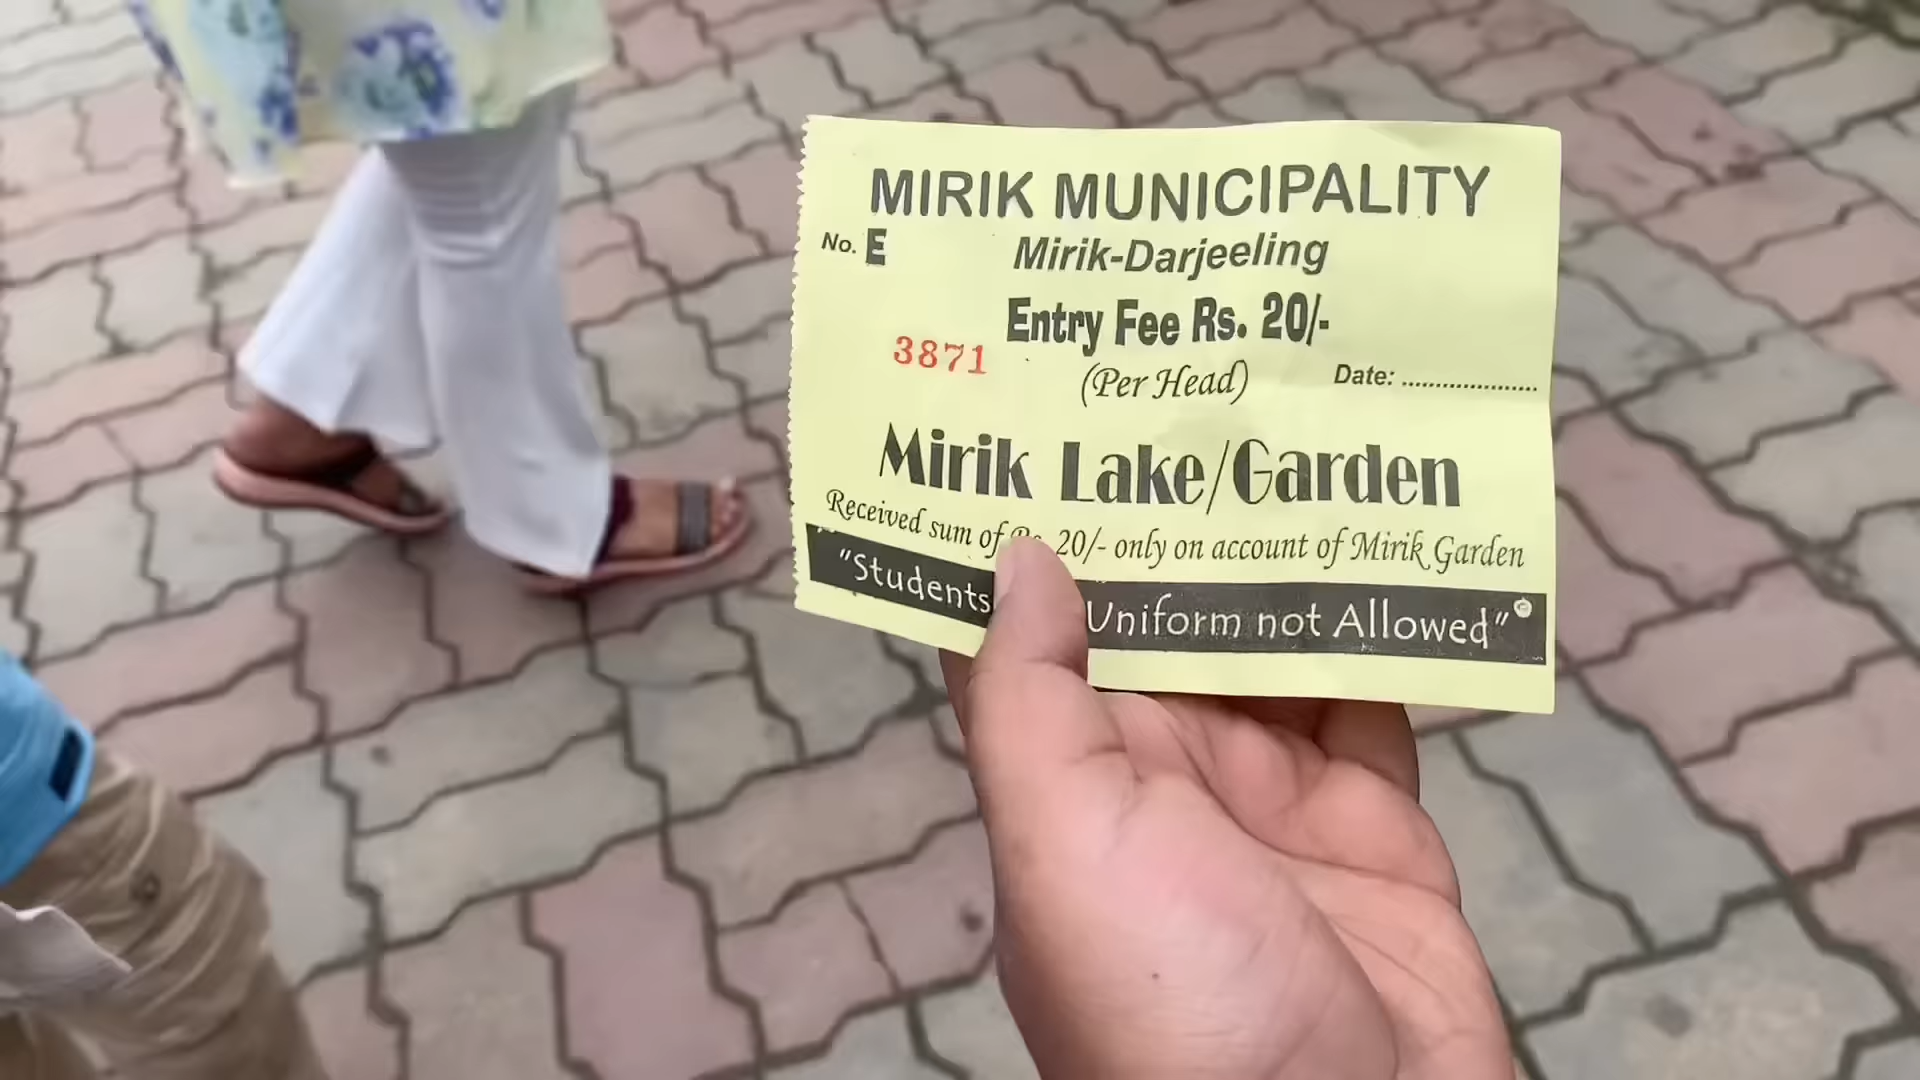 MIRIK MUNICIPALITY
No. E
Mirik-Darjeeling
Entry Fee Rs. 20/-
3871
(Per Head)
Date: ....................
Mirik Lake/Garden
Received sum of Rs. 20/- only on account of Mirik Garden
"Students Uniform not Allowed"